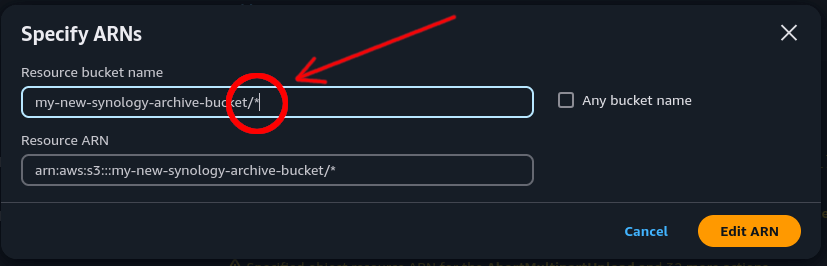 Specify ARNs
Resource bucket name
my-new-synology-archive-bucket/*
Any bucket name
Resource ARN
arn:aws:s3:::my-new-synology-archive-bucket/*
Cancel
Edit ARN